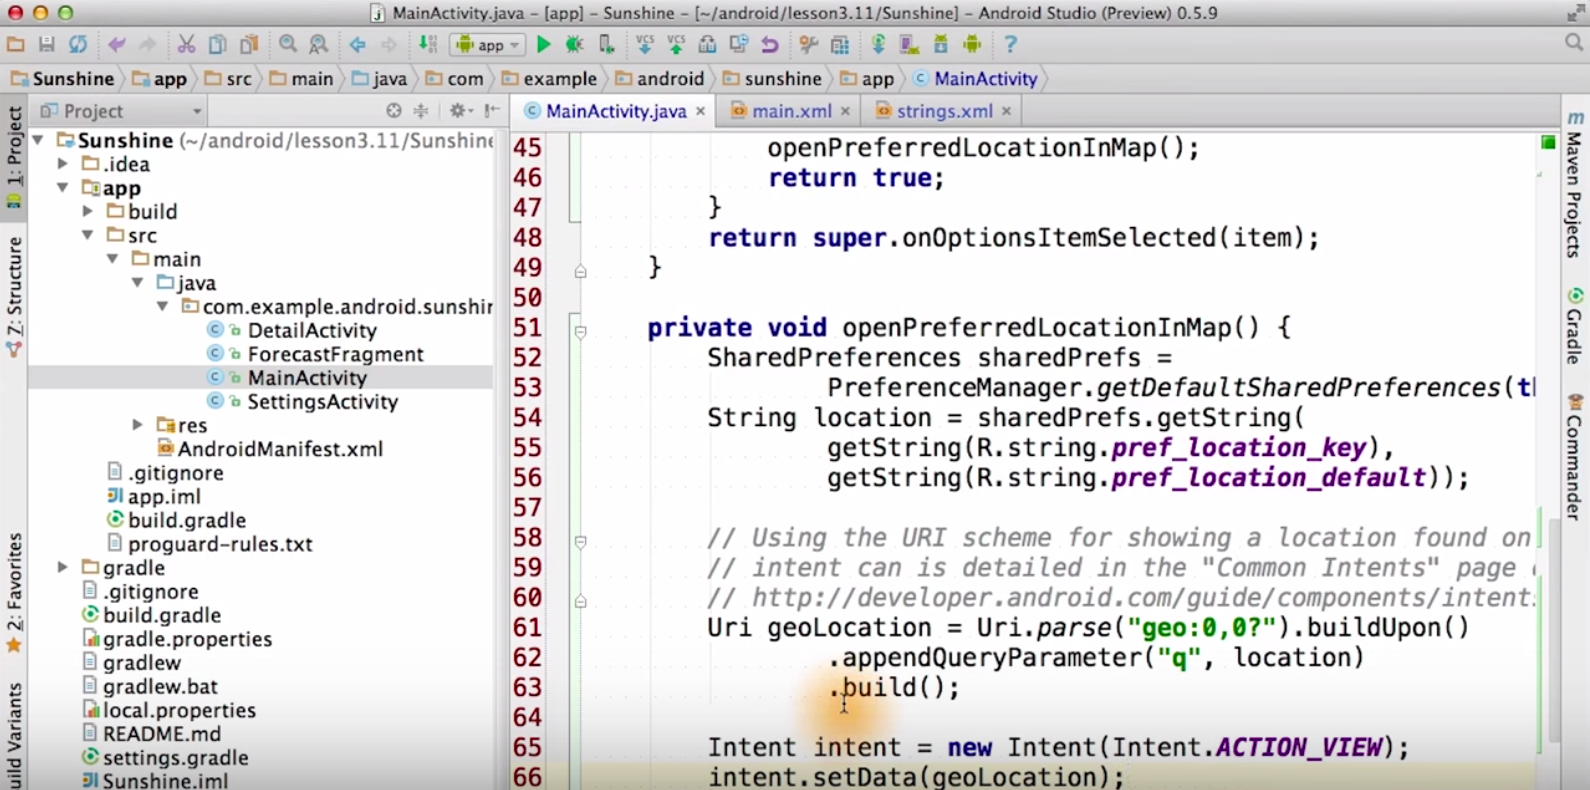 MainActivity.java – [app] – Sunshine – [~/android/lesson3.11/Sunshine] – Android Studio (Preview) 0.5.9
app
VCS VCS
?
Sunshine app src main java com example android sunshine app MainActivity
Project
MainActivity.java × main.xml × strings.xml ×
1: Project
Z: Structure
2: Favorites
Build Variants
Sunshine (~/android/lesson3.11/Sunshine
.idea
app
build
src
main
java
com.example.android.sunshin
DetailActivity
ForecastFragment
MainActivity
SettingsActivity
res
AndroidManifest.xml
.gitignore
app.iml
build.gradle
proguard-rules.txt
gradle
.gitignore
build.gradle
gradle.properties
gradlew
gradlew.bat
local.properties
README.md
settings.gradle
Sunshine.iml
45 openPreferredLocationInMap();
46 return true;
47 }
48 return super.onOptionsItemSelected(item);
49 }
50
51 private void openPreferredLocationInMap() {
52 SharedPreferences sharedPrefs =
53 PreferenceManager.getDefaultSharedPreferences(th
54 String location = sharedPrefs.getString(
55 getString(R.string.pref_location_key),
56 getString(R.string.pref_location_default));
57
58 // Using the URI scheme for showing a location found on
59 // intent can is detailed in the "Common Intents" page
60 // http://developer.android.com/guide/components/intent
61 Uri geoLocation = Uri.parse("geo:0,0?").buildUpon()
62 .appendQueryParameter("q", location)
63 .build();
64
65 Intent intent = new Intent(Intent.ACTION_VIEW);
66 intent.setData(geoLocation);
m Maven Projects
Gradle
Commander